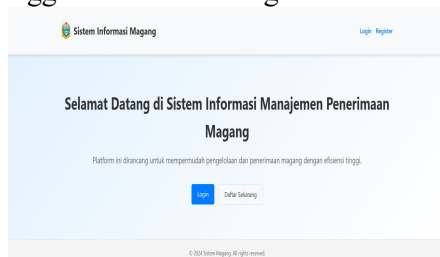 Sistem Informasi Magang
Login Register
Selamat Datang di Sistem Informasi Manajemen Penerimaan
Magang
Platform ini dirancang untuk mempermudah pengelolaan dan penerimaan magang dengan efisiensi tinggi.
Login Daftar Sekarang
© 2024 Sistem Magang. All rights reserved.